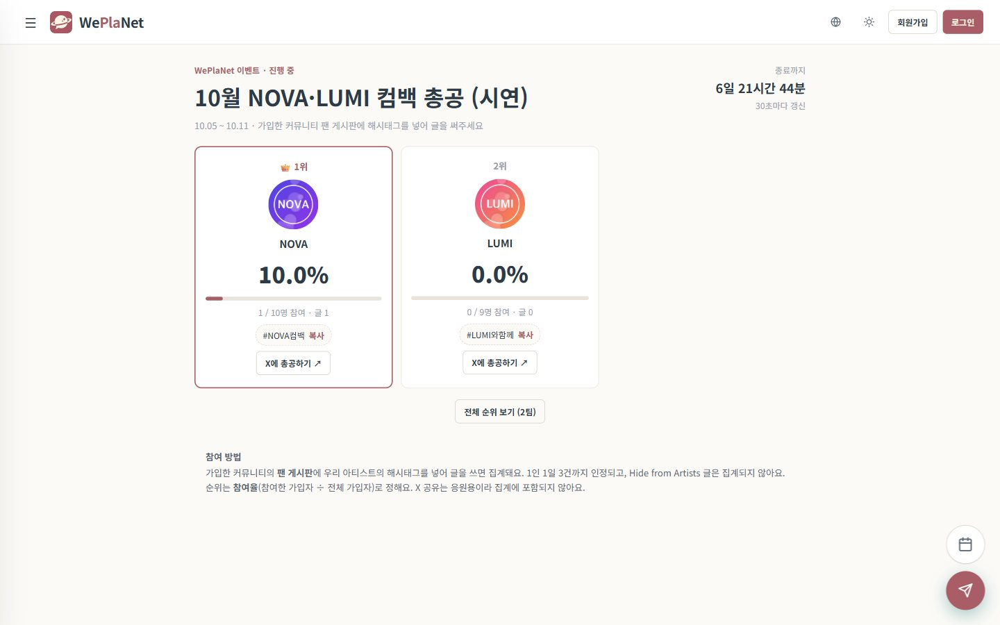 WePlaNet
회원가입
로그인
WePlaNet 이벤트 · 진행 중
10월 NOVA·LUMI 컴백 총공 (시연)
10.05 ~ 10.11 · 가입한 커뮤니티 팬 게시판에 해시태그를 넣어 글을 써주세요
종료까지
6일 21시간 44분
30초마다 갱신
1위
NOVA
NOVA
10.0%
1 / 10명 참여 · 글 1
#NOVA컴백 복사
X에 총공하기 ↗
2위
LUMI
LUMI
0.0%
0 / 9명 참여 · 글 0
#LUMI와함께 복사
X에 총공하기 ↗
전체 순위 보기 (2팀)
참여 방법
가입한 커뮤니티의 팬 게시판에 우리 아티스트의 해시태그를 넣어 글을 쓰면 집계돼요. 1인 1일 3건까지 인정되고, Hide from Artists 글은 집계되지 않아요.
순위는 참여율(참여한 가입자 ÷ 전체 가입자)로 정해요. X 공유는 응원용이라 집계에 포함되지 않아요.